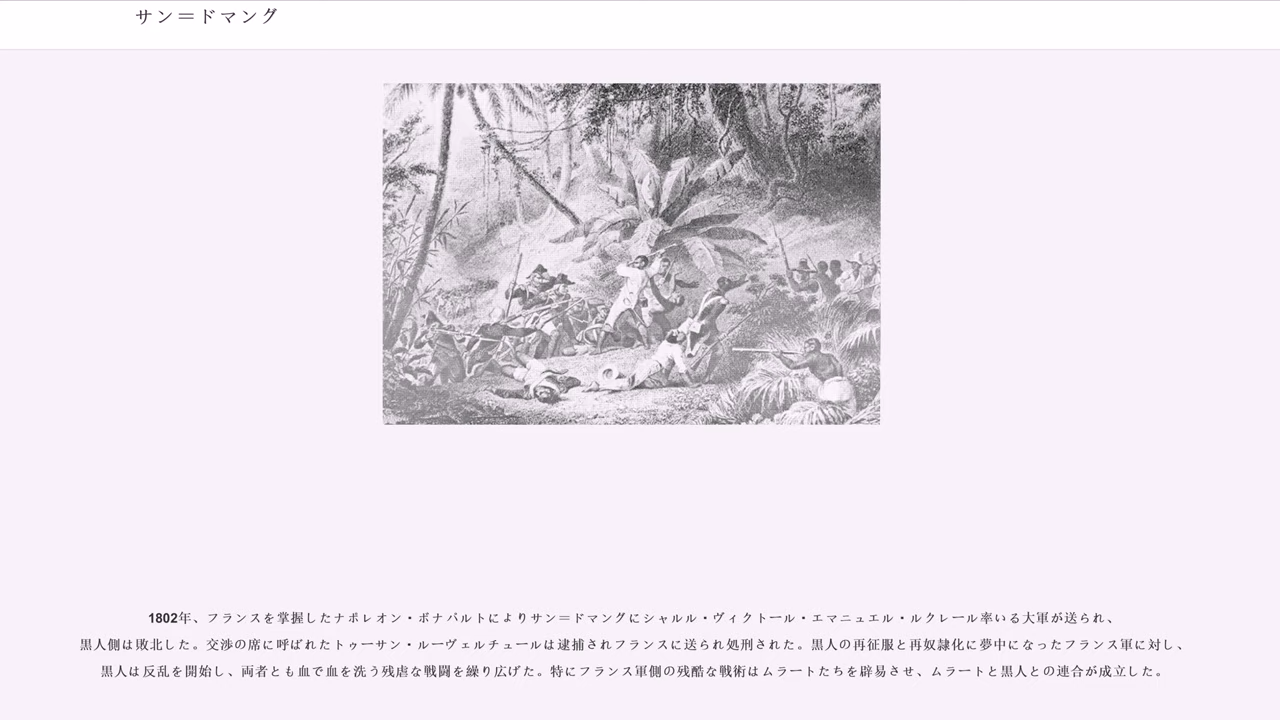 サン＝ドマング
1802年、フランスを掌握したナポレオン・ボナパルトによりサン＝ドマングにシャルル・ヴィクトール・エマニュエル・ルクレール率いる大軍が送られ、
黒人側は敗北した。交渉の席に呼ばれたトゥーサン・ルーヴェルチュールは逮捕されフランスに送られ処刑された。黒人の再征服と再奴隷化に夢中になったフランス軍に対し、
黒人は反乱を開始し、両者とも血で血を洗う残虐な戦闘を繰り広げた。特にフランス軍側の残酷な戦術はムラートたちを辟易させ、ムラートと黒人との連合が成立した。